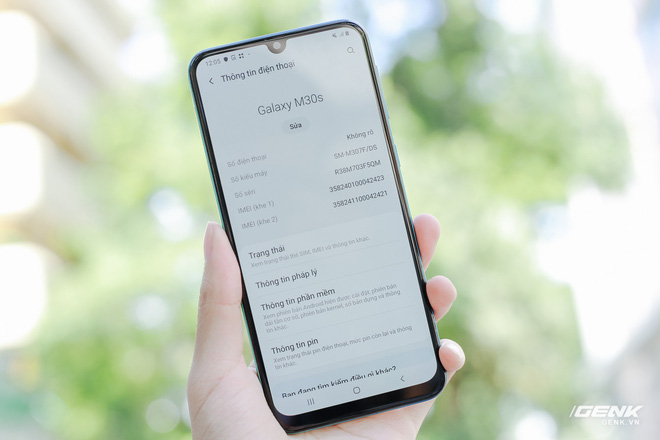 12:05
Thông tin điện thoại
Galaxy M30s
Sửa
Số điện thoại Không rõ
Số kiểu máy SM-M307F/DS
Số sên R38M703F5QM
IMEI (khe 1) 358240100042423
IMEI (khe 2) 358241100042421
Trạng thái
Xem trạng thái thẻ SIM, IMEI và thông tin khác.
Thông tin pháp lý
Thông tin phần mềm
Xem phiên bản Android hiện được cài đặt, phiên bản
dải tần cơ sở, phiên bản kernel, số bản dựng và thông
tin khác.
Thông tin pin
Xem trạng thái pin điện thoại, mức pin còn lại và thông
tin khác.
Bạn đang tìm kiếm điều gì khác?
GENK
GENK.VN